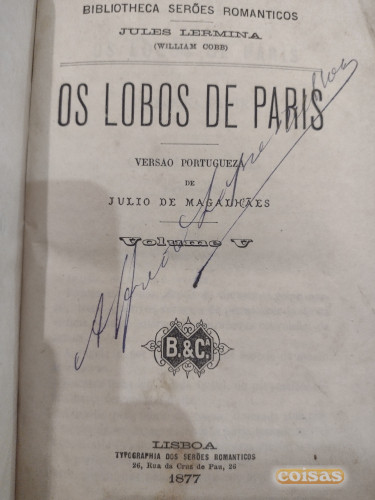 BIBLIOTHECA SERÕES ROMANTICOS
JULES LERMINA
(WILLIAM COBB)
OS LOBOS DE PARIS
VERSÃO PORTUGUEZA
DE
JULIO DE MAGALHÃES
Volume V
B. & C.ª
LISBOA
TYPOGRAPHIA DOS SERÕES ROMANTICOS
26, Rua da Cruz de Pau, 26
1877
coisas